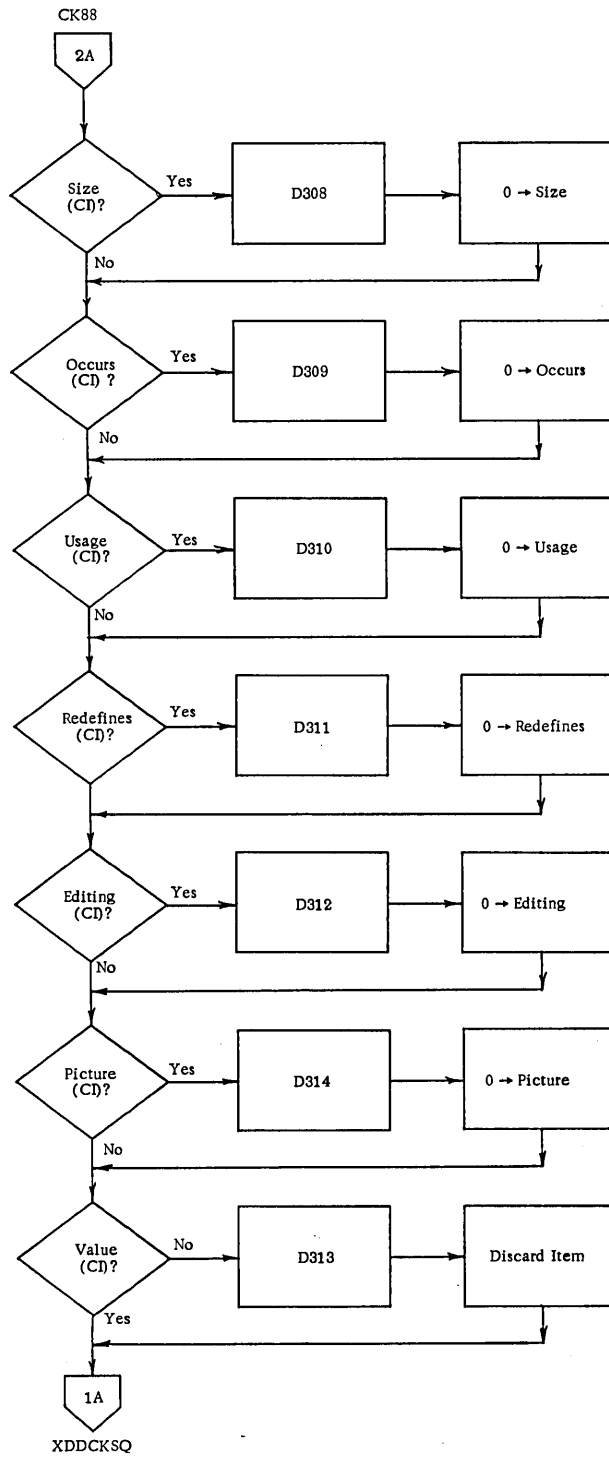 CK88
2A
Size
(CI)?
Yes
D308
0 → Size
No
Occurs
(CI) ?
Yes
D309
0 → Occurs
No
Usage
(CI)?
Yes
D310
0 → Usage
No
Redefines
(CI)?
Yes
D311
0 → Redefines
Editing
(CI)?
Yes
D312
0 → Editing
No
Picture
(CI)?
Yes
D314
0 → Picture
No
Value
(CI)?
No
D313
Discard Item
Yes
1A
XDDCKSQ